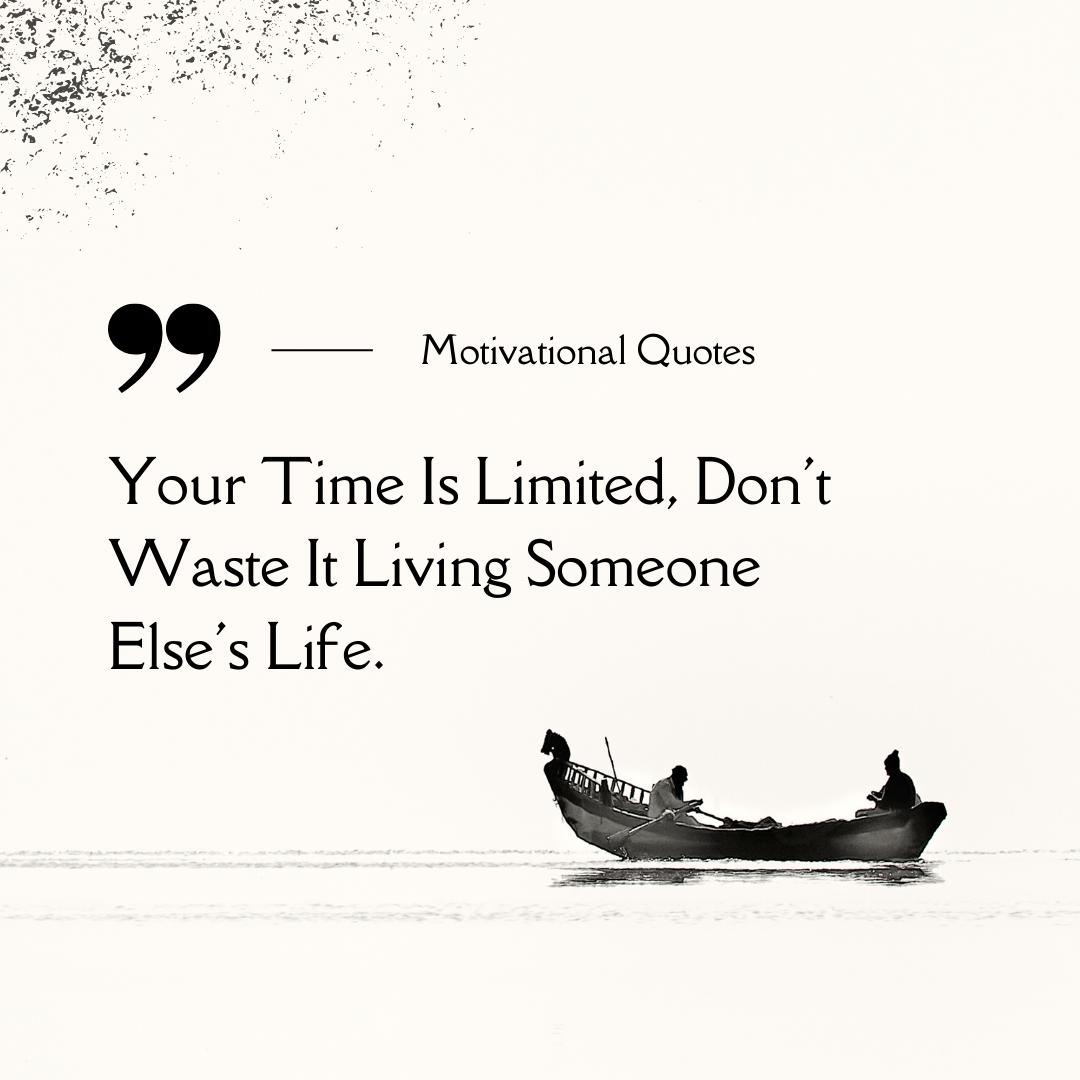 ” Motivational Quotes
Your Time Is Limited, Don’t
Waste It Living Someone
Else’s Life.